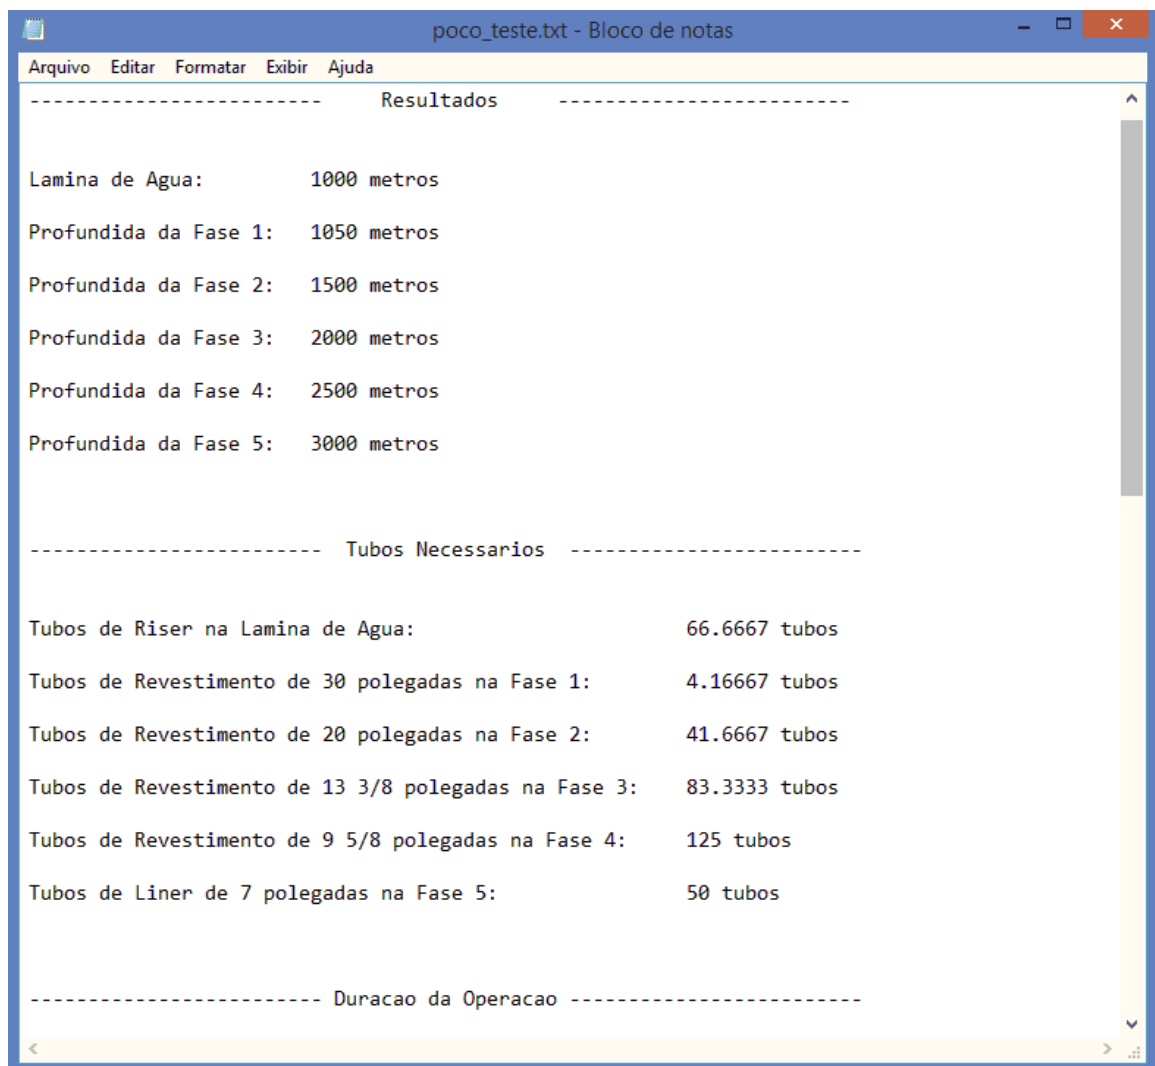 poco_teste.txt - Bloco de notas
Arquivo Editar Formatar Exibir Ajuda
------------------------- Resultados -------------------------
Lamina de Agua: 1000 metros
Profundida da Fase 1: 1050 metros
Profundida da Fase 2: 1500 metros
Profundida da Fase 3: 2000 metros
Profundida da Fase 4: 2500 metros
Profundida da Fase 5: 3000 metros
------------------------- Tubos Necessarios -------------------------
Tubos de Riser na Lamina de Agua: 66.6667 tubos
Tubos de Revestimento de 30 polegadas na Fase 1: 4.16667 tubos
Tubos de Revestimento de 20 polegadas na Fase 2: 41.6667 tubos
Tubos de Revestimento de 13 3/8 polegadas na Fase 3: 83.3333 tubos
Tubos de Revestimento de 9 5/8 polegadas na Fase 4: 125 tubos
Tubos de Liner de 7 polegadas na Fase 5: 50 tubos
------------------------- Duracao da Operacao -------------------------